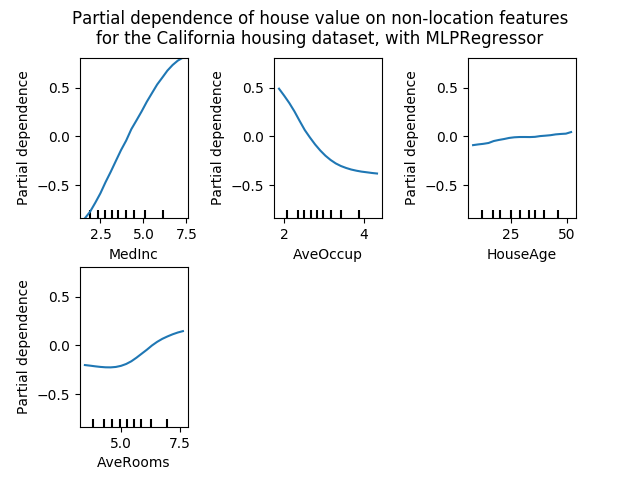 Partial dependence of house value on non-location features
for the California housing dataset, with MLPRegressor
Partial dependence
0.5
0.0
−0.5
2.5 5.0 7.5
MedInc
Partial dependence
0.5
0.0
−0.5
2 4
AveOccup
Partial dependence
0.5
0.0
−0.5
25 50
HouseAge
Partial dependence
0.5
0.0
−0.5
5.0 7.5
AveRooms